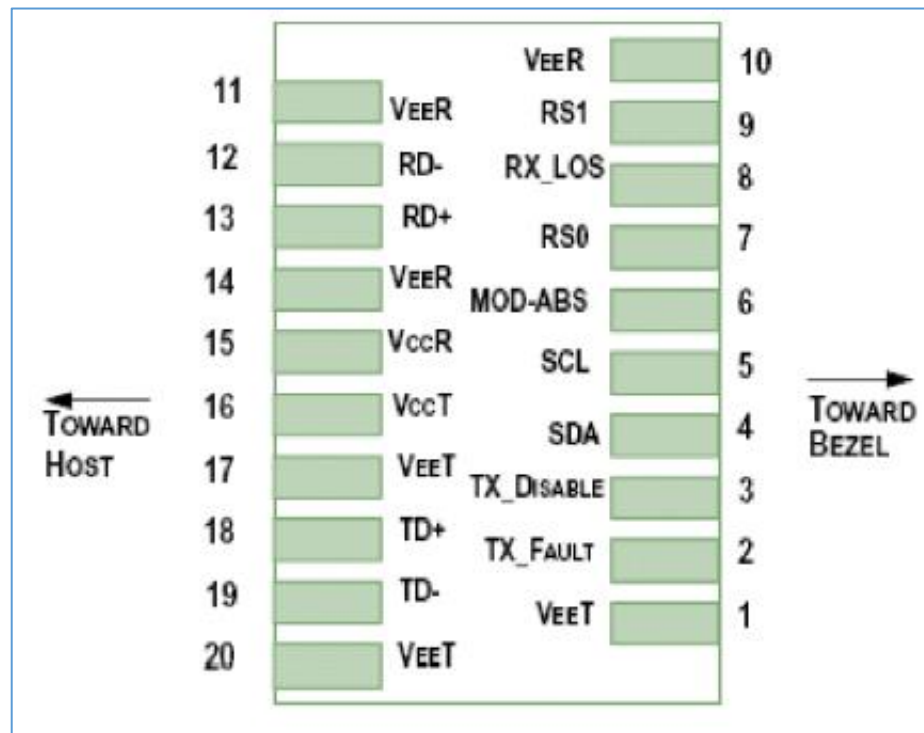 11 VEER
12 RD-
13 RD+
14 VEER
15 VCCR
16 VCCT
17 VEET
18 TD+
19 TD-
20 VEET
VEER 10
RS1 9
RX_LOS 8
RS0 7
MOD-ABS 6
SCL 5
SDA 4
TX_DISABLE 3
TX_FAULT 2
VEET 1
TOWARD
HOST
TOWARD
BEZEL